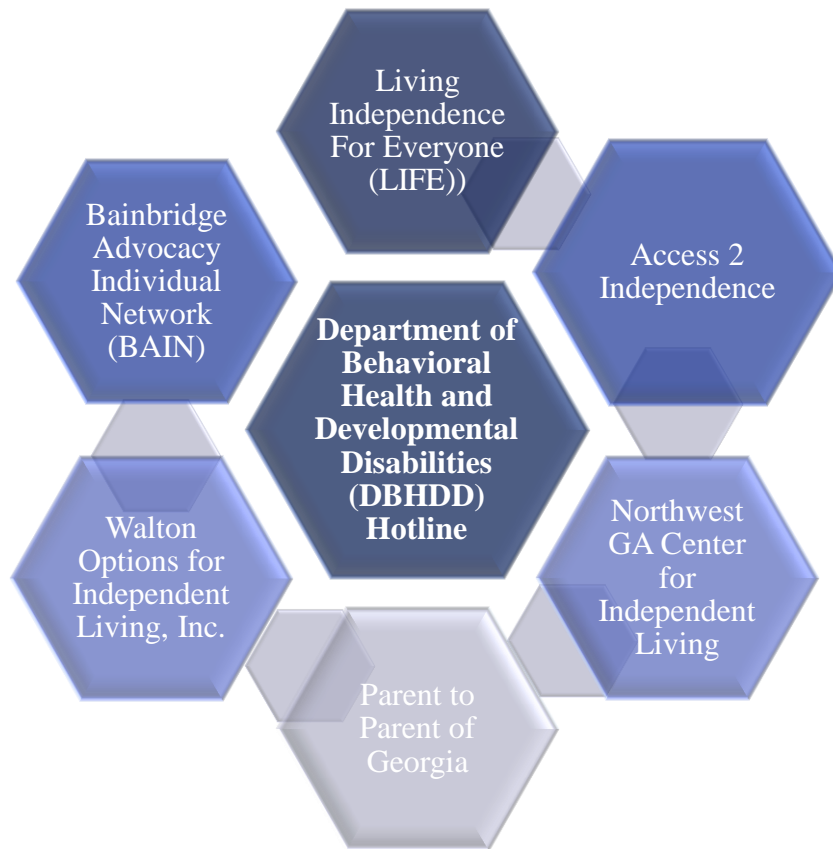 Living
Independence
For Everyone
(LIFE))
Access 2
Independence
Northwest
GA Center
for
Independent
Living
Parent to
Parent of
Georgia
Walton
Options for
Independent
Living, Inc.
Bainbridge
Advocacy
Individual
Network
(BAIN)
Department of
Behavioral
Health and
Developmental
Disabilities
(DBHDD)
Hotline